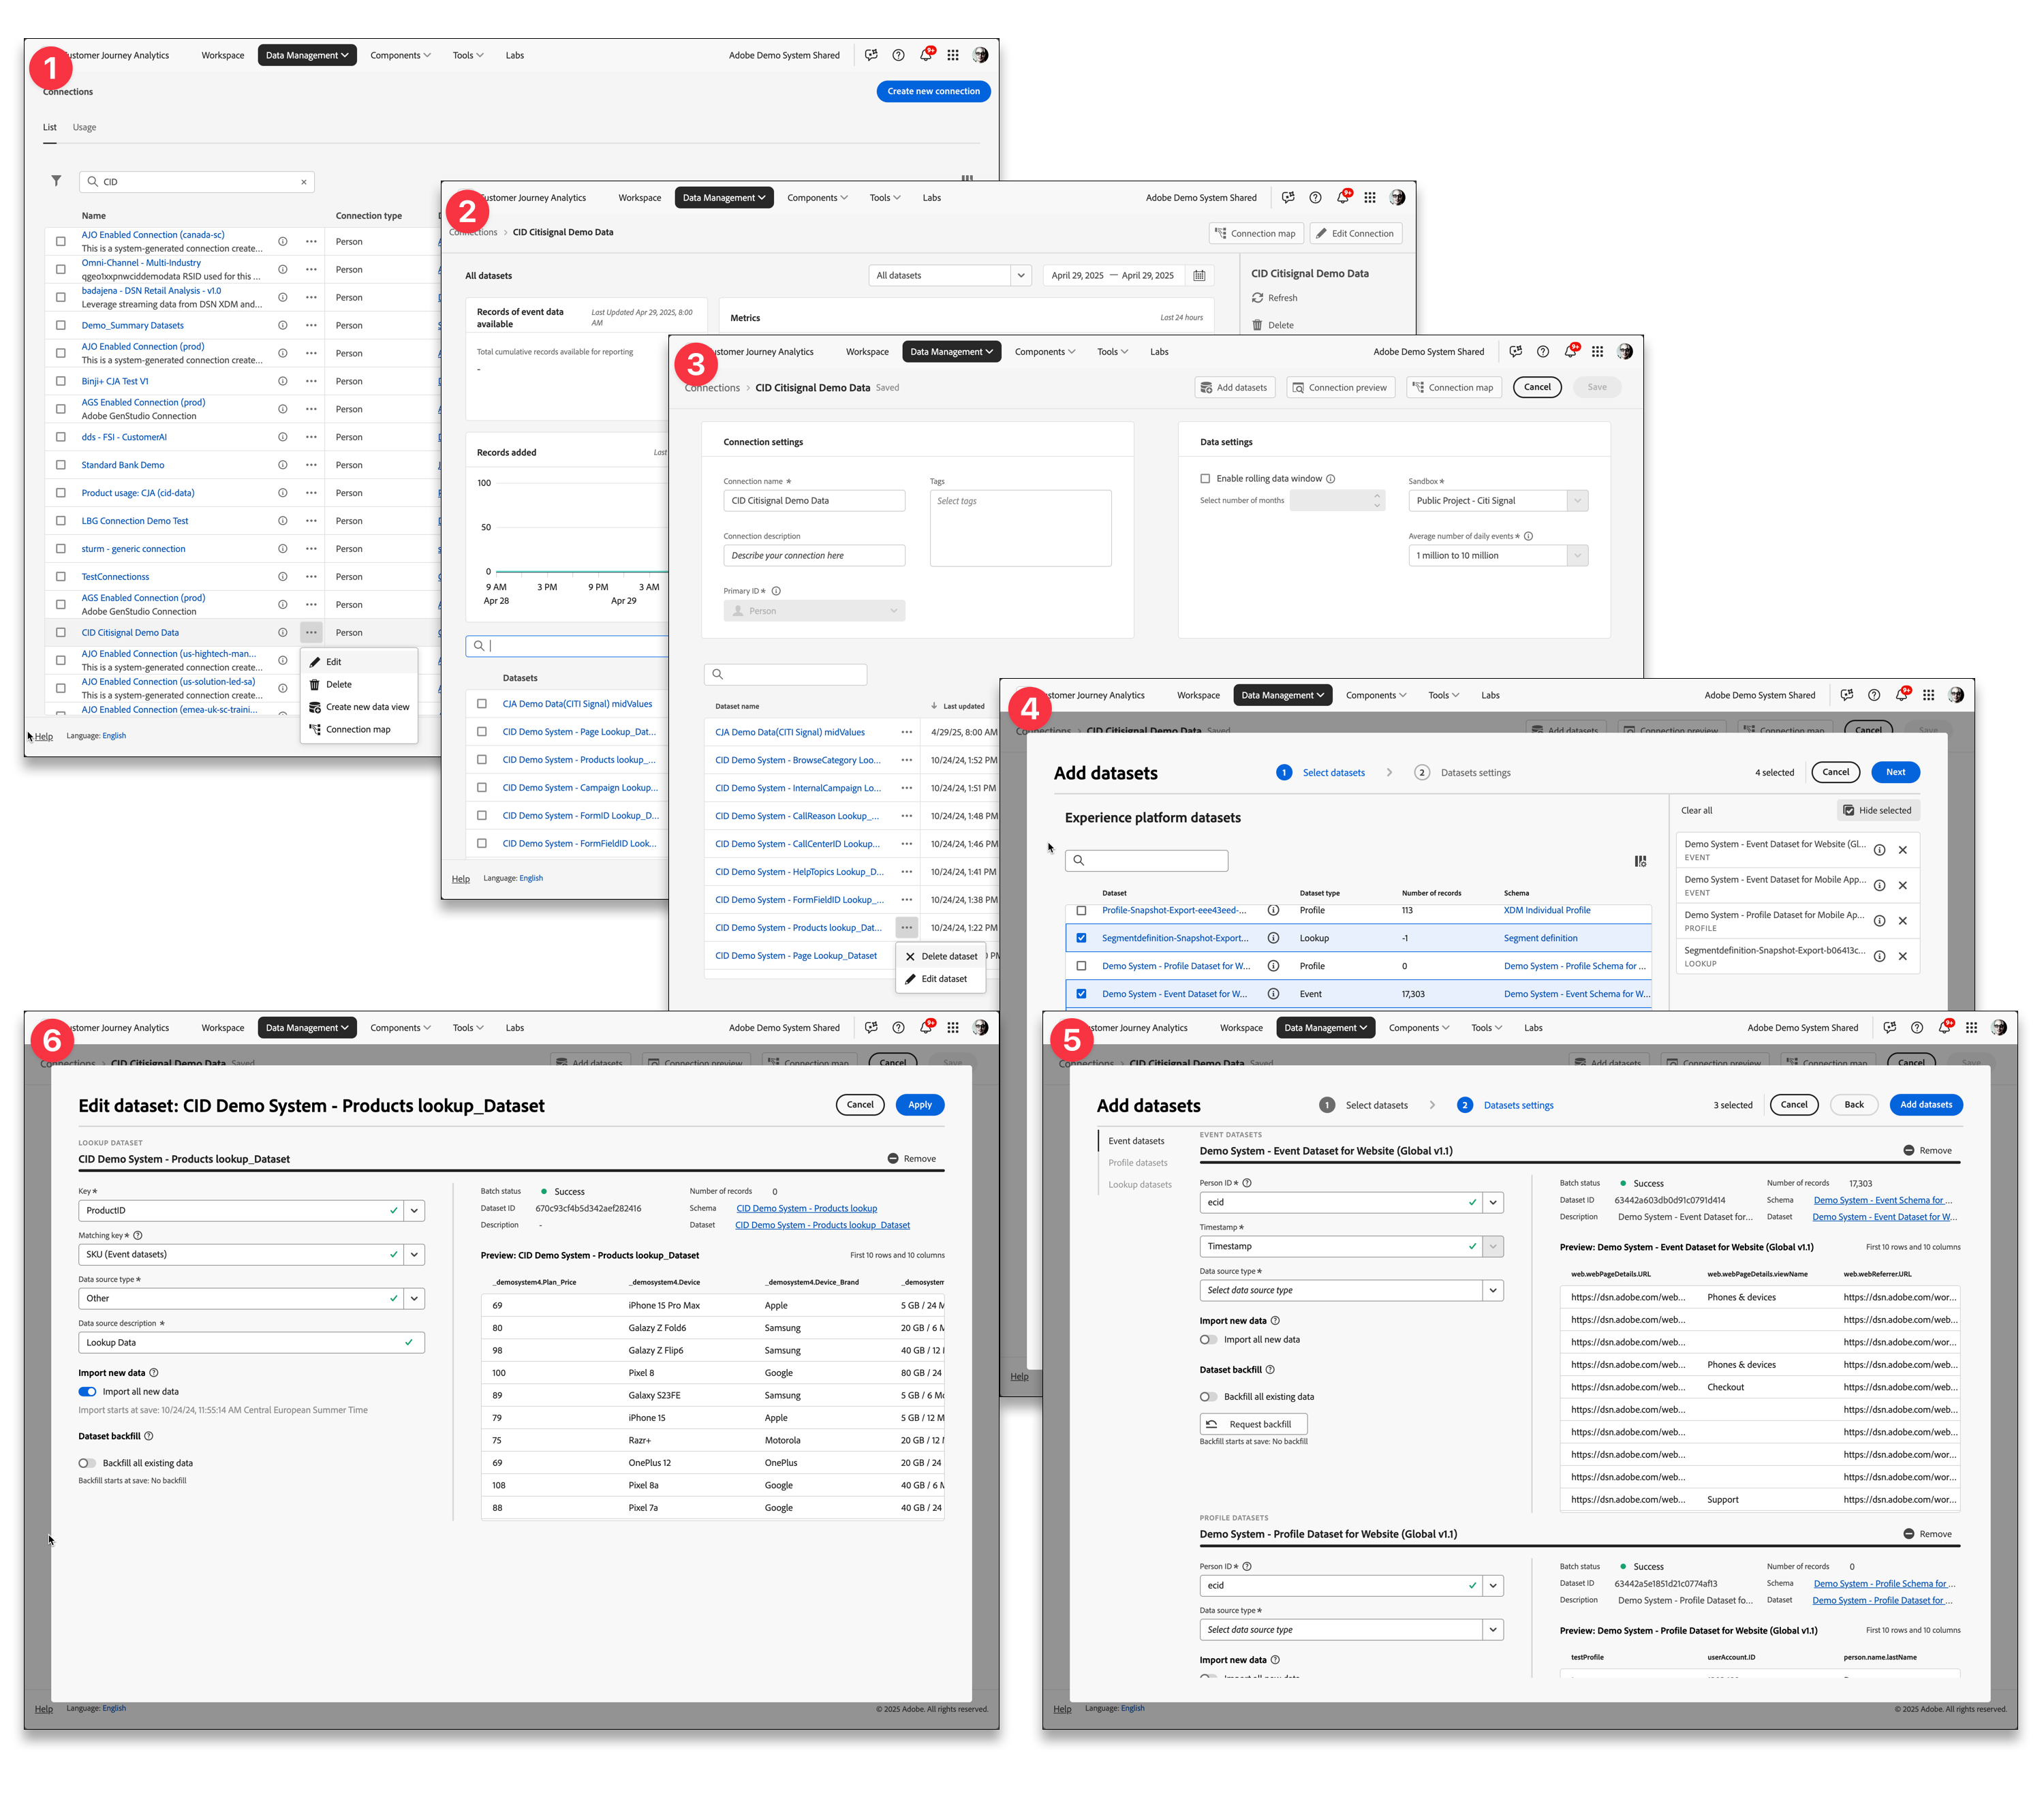 1
ustomer Journey Analytics
Workspace
Data Management
Components
Tools
Labs
Adobe Demo System Shared
9+
Connections
Create new connection
List
Usage
CID
Name
Connection type
AJO Enabled Connection (canada-sc)
This is a system-generated connection create...
Person
Omni-Channel - Multi-Industry
qgeo1xxpnwciddemodata RSID used for this ...
Person
badajena - DSN Retail Analysis - v1.0
Leverage streaming data from DSN XDM and...
Person
Demo_Summary Datasets
Person
AJO Enabled Connection (prod)
This is a system-generated connection create...
Person
Binji+ CJA Test V1
Person
AGS Enabled Connection (prod)
Adobe GenStudio Connection
Person
dds - FSI - CustomerAI
Person
Standard Bank Demo
Person
Product usage: CJA (cid-data)
Person
LBG Connection Demo Test
Person
sturm - generic connection
Person
TestConnectionss
Person
AGS Enabled Connection (prod)
Adobe GenStudio Connection
Person
CID Citisignal Demo Data
Person
AJO Enabled Connection (us-hightech-man...
This is a system-generated connection create...
AJO Enabled Connection (us-solution-led-sa)
This is a system-generated connection create...
AJO Enabled Connection (emea-uk-sc-traini...
Edit
Delete
Create new data view
Connection map
Help
Language: English
2
ustomer Journey Analytics
Workspace
Data Management
Components
Tools
Labs
Adobe Demo System Shared
9+
Connections > CID Citisignal Demo Data
Connection map
Edit Connection
All datasets
All datasets
April 29, 2025 — April 29, 2025
CID Citisignal Demo Data
Refresh
Delete
Records of event data available
Last Updated Apr 29, 2025, 8:00 AM
Total cumulative records available for reporting
-
Metrics
Last 24 hours
Records added
Last
100
50
0
9 AM
3 PM
9 PM
3 AM
Apr 28
Apr 29
Datasets
CJA Demo Data(CITI Signal) midValues
CID Demo System - Page Lookup_Dat...
CID Demo System - Products lookup_...
CID Demo System - Campaign Lookup...
CID Demo System - FormID Lookup_D...
CID Demo System - FormFieldID Look...
Help
Language: English
3
ustomer Journey Analytics
Workspace
Data Management
Components
Tools
Labs
Adobe Demo System Shared
9+
Connections > CID Citisignal Demo Data Saved
Add datasets
Connection preview
Connection map
Cancel
Save
Connection settings
Connection name *
CID Citisignal Demo Data
Tags
Select tags
Connection description
Describe your connection here
Primary ID *
Person
Data settings
Enable rolling data window
Select number of months
Sandbox *
Public Project - Citi Signal
Average number of daily events *
1 million to 10 million
Dataset name
Last updated
CJA Demo Data(CITI Signal) midValues
4/29/25, 8:00 AM
CID Demo System - BrowseCategory Loo...
10/24/24, 1:52 PM
CID Demo System - InternalCampaign Lo...
10/24/24, 1:51 PM
CID Demo System - CallReason Lookup_...
10/24/24, 1:48 PM
CID Demo System - CallCenterID Lookup...
10/24/24, 1:46 PM
CID Demo System - HelpTopics Lookup_D...
10/24/24, 1:41 PM
CID Demo System - FormFieldID Lookup_...
10/24/24, 1:38 PM
CID Demo System - Products lookup_Dat...
10/24/24, 1:22 PM
CID Demo System - Page Lookup_Dataset
Delete dataset
Edit dataset
4
ustomer Journey Analytics
Workspace
Data Management
Components
Tools
Labs
Adobe Demo System Shared
9+
Connections > CID Citisignal Demo Data Saved
Add datasets
Connection preview
Connection map
Cancel
Save
Add datasets
1 Select datasets > 2 Datasets settings
4 selected
Cancel
Next
Experience platform datasets
Clear all
Hide selected
Demo System - Event Dataset for Website (Gl...
EVENT
Demo System - Event Dataset for Mobile App...
EVENT
Demo System - Profile Dataset for Mobile Ap...
PROFILE
Segmentdefinition-Snapshot-Export-b06413c...
LOOKUP
Dataset
Dataset type
Number of records
Schema
Profile-Snapshot-Export-eee43eed-...
Profile
113
XDM Individual Profile
Segmentdefinition-Snapshot-Export...
Lookup
-1
Segment definition
Demo System - Profile Dataset for W...
Profile
0
Demo System - Profile Schema for ...
Demo System - Event Dataset for W...
Event
17,303
Demo System - Event Schema for W...
Help
6
ustomer Journey Analytics
Workspace
Data Management
Components
Tools
Labs
Adobe Demo System Shared
9+
Connections > CID Citisignal Demo Data Saved
Add datasets
Connection preview
Connection map
Cancel
Save
Edit dataset: CID Demo System - Products lookup_Dataset
Cancel
Apply
LOOKUP DATASET
CID Demo System - Products lookup_Dataset
Remove
Key *
ProductID
Matching key *
SKU (Event datasets)
Data source type *
Other
Data source description *
Lookup Data
Import new data
Import all new data
Import starts at save: 10/24/24, 11:55:14 AM Central European Summer Time
Dataset backfill
Backfill all existing data
Backfill starts at save: No backfill
Batch status Success
Number of records 0
Dataset ID 670c93cf4b5d342aef282416
Schema CID Demo System - Products lookup
Description -
Dataset CID Demo System - Products lookup_Dataset
Preview: CID Demo System - Products lookup_Dataset
First 10 rows and 10 columns
_demosystem4.Plan_Price
_demosystem4.Device
_demosystem4.Device_Brand
_demosystem
69 iPhone 15 Pro Max Apple 5 GB / 24 M
80 Galaxy Z Fold6 Samsung 20 GB / 6 M
98 Galaxy Z Flip6 Samsung 40 GB / 12
100 Pixel 8 Google 80 GB / 24
89 Galaxy S23FE Samsung 5 GB / 6 Mo
79 iPhone 15 Apple 5 GB / 12 M
75 Razr+ Motorola 20 GB / 12
69 OnePlus 12 OnePlus 20 GB / 24
108 Pixel 8a Google 40 GB / 6 M
88 Pixel 7a Google 40 GB / 24
Help
Language: English
© 2025 Adobe. All rights reserved.
5
ustomer Journey Analytics
Workspace
Data Management
Components
Tools
Labs
Adobe Demo System Shared
9+
Connections > CID Citisignal Demo Data Saved
Add datasets
Connection preview
Connection map
Cancel
Save
Add datasets
1 Select datasets > 2 Datasets settings
3 selected
Cancel
Back
Add datasets
Event datasets
Profile datasets
Lookup datasets
EVENT DATASETS
Demo System - Event Dataset for Website (Global v1.1)
Remove
Person ID *
ecid
Timestamp *
Timestamp
Data source type *
Select data source type
Import new data
Import all new data
Dataset backfill
Backfill all existing data
Request backfill
Backfill starts at save: No backfill
Batch status Success
Number of records 17,303
Dataset ID 63442a603db0d91c0791d414
Schema Demo System - Event Schema for ...
Description Demo System - Event Dataset for...
Dataset Demo System - Event Dataset for W...
Preview: Demo System - Event Dataset for Website (Global v1.1)
First 10 rows and 10 columns
web.webPageDetails.URL
web.webPageDetails.viewName
web.webReferrer.URL
https://dsn.adobe.com/web... Phones & devices https://dsn.adobe.com/wor...
https://dsn.adobe.com/web... https://dsn.adobe.com/web...
https://dsn.adobe.com/web... https://dsn.adobe.com/wor...
https://dsn.adobe.com/web... Phones & devices https://dsn.adobe.com/web...
https://dsn.adobe.com/web... Checkout https://dsn.adobe.com/web...
https://dsn.adobe.com/web... https://dsn.adobe.com/wor...
https://dsn.adobe.com/web... https://dsn.adobe.com/web...
https://dsn.adobe.com/web... https://dsn.adobe.com/wor...
https://dsn.adobe.com/web... https://dsn.adobe.com/web...
https://dsn.adobe.com/web... Support https://dsn.adobe.com/wor...
PROFILE DATASETS
Demo System - Profile Dataset for Website (Global v1.1)
Remove
Person ID *
ecid
Data source type *
Select data source type
Import new data
Batch status Success
Number of records 0
Dataset ID 63442a5e1851d21c0774af13
Schema Demo System - Profile Schema for ...
Description Demo System - Profile Dataset fo...
Dataset Demo System - Profile Dataset for ...
Preview: Demo System - Profile Dataset for Website (Global v1.1)
First 10 rows and 10 columns
testProfile
userAccount.ID
person.name.lastName
Help
Language: English
© 2025 Adobe. All rights reserved.